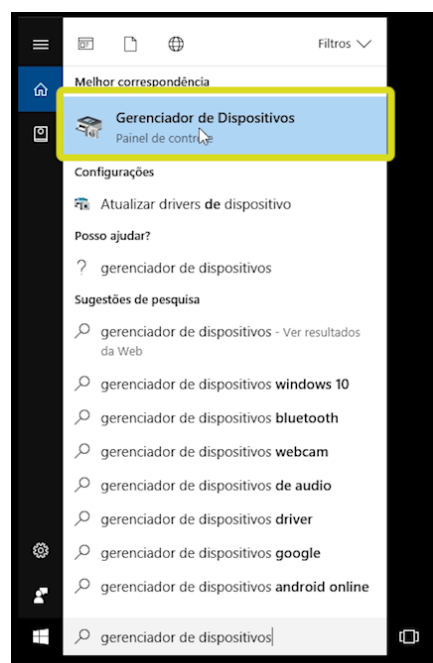 Filtros
Melhor correspondência
Gerenciador de Dispositivos
Painel de controle
Configurações
Atualizar drivers de dispositivo
Posso ajudar?
? gerenciador de dispositivos
Sugestões de pesquisa
gerenciador de dispositivos - Ver resultados
da Web
gerenciador de dispositivos windows 10
gerenciador de dispositivos bluetooth
gerenciador de dispositivos webcam
gerenciador de dispositivos de audio
gerenciador de dispositivos driver
gerenciador de dispositivos google
gerenciador de dispositivos android online
gerenciador de dispositivos